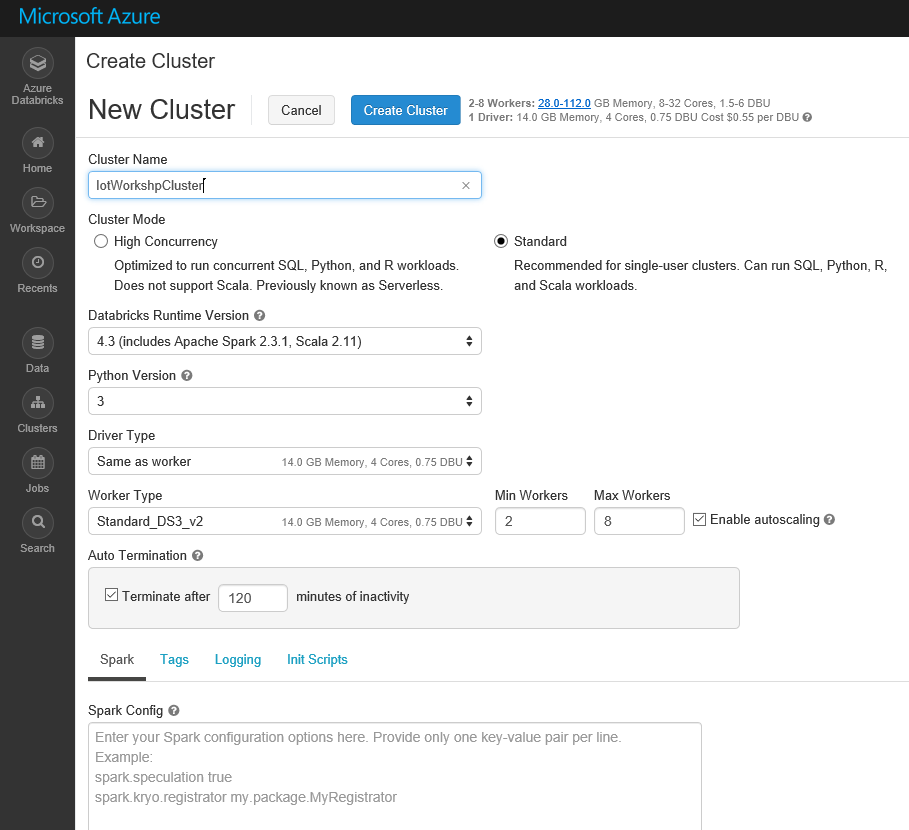 Microsoft Azure
Azure
Databricks
Home
Workspace
Recents
Data
Clusters
Jobs
Search
Create Cluster
New Cluster
Cancel
Create Cluster
2-8 Workers: 28.0-112.0 GB Memory, 8-32 Cores, 1.5-6 DBU
1 Driver: 14.0 GB Memory, 4 Cores, 0.75 DBU Cost $0.55 per DBU ?
Cluster Name
IotWorkshpCluster ×
Cluster Mode
High Concurrency
Optimized to run concurrent SQL, Python, and R workloads.
Does not support Scala. Previously known as Serverless.
Standard
Recommended for single-user clusters. Can run SQL, Python, R,
and Scala workloads.
Databricks Runtime Version ?
4.3 (includes Apache Spark 2.3.1, Scala 2.11)
Python Version ?
3
Driver Type
Same as worker 14.0 GB Memory, 4 Cores, 0.75 DBU
Worker Type
Standard_DS3_v2 14.0 GB Memory, 4 Cores, 0.75 DBU
Min Workers
2
Max Workers
8
Enable autoscaling ?
Auto Termination ?
Terminate after 120 minutes of inactivity
Spark Tags Logging Init Scripts
Spark Config ?
Enter your Spark configuration options here. Provide only one key-value pair per line.
Example:
spark.speculation true
spark.kryo.registrator my.package.MyRegistrator